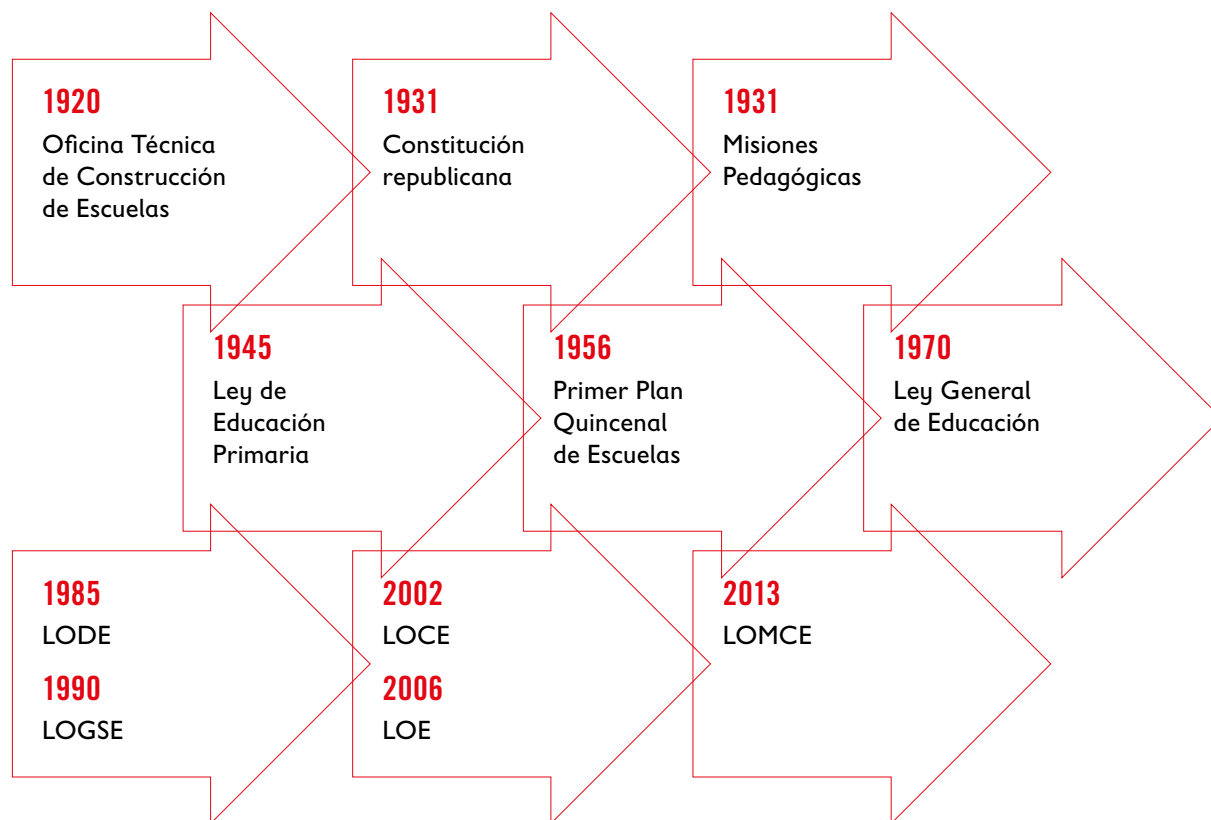 1920
Oficina Técnica
de Construcción
de Escuelas
1931
Constitución
republicana
1931
Misiones
Pedagógicas
1945
Ley de
Educación
Primaria
1956
Primer Plan
Quincenal
de Escuelas
1970
Ley General
de Educación
1985
LODE
1990
LOGSE
2002
LOCE
2006
LOE
2013
LOMCE